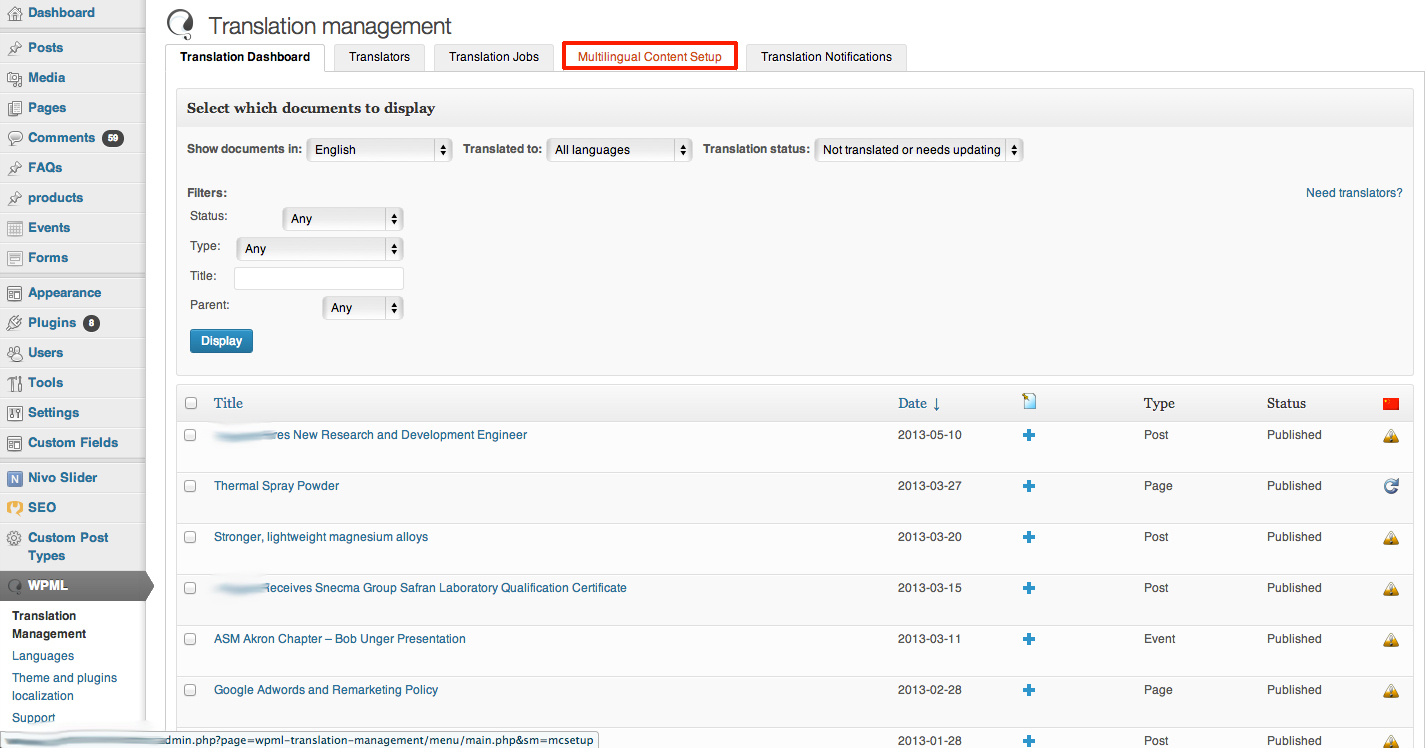 Dashboard
Posts
Media
Pages
Comments 59
FAQs
products
Events
Forms
Appearance
Plugins 8
Users
Tools
Settings
Custom Fields
N Nivo Slider
SEO
Custom Post
Types
WPML
Translation
Management
Languages
Theme and plugins
localization
Support
Translation management
Translation Dashboard Translators Translation Jobs Multilingual Content Setup Translation Notifications
Select which documents to display
Show documents in: English Translated to: All languages Translation status: Not translated or needs updating
Filters:
Need translators?
Status: Any
Type: Any
Title:
Parent: Any
Display
Title Date ↓ Type Status
New Research and Development Engineer 2013-05-10 Post Published
Thermal Spray Powder 2013-03-27 Page Published
Stronger, lightweight magnesium alloys 2013-03-20 Post Published
Receives Snecma Group Safran Laboratory Qualification Certificate 2013-03-15 Post Published
ASM Akron Chapter – Bob Unger Presentation 2013-03-11 Event Published
Google Adwords and Remarketing Policy 2013-02-28 Page Published
2013-01-28 Post Published
dmin.php?page=wpml-translation-management/menu/main.php&sm=mcsetup